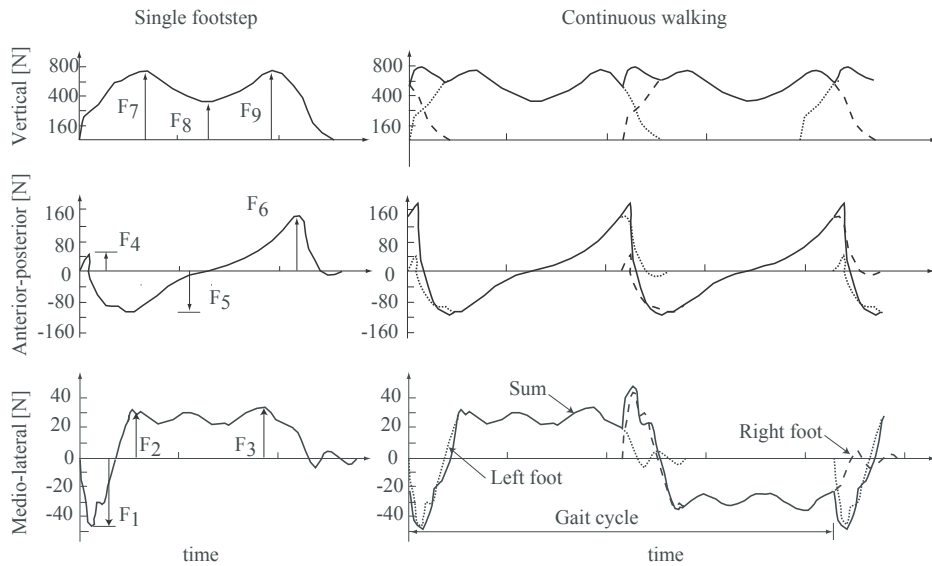 Single footstep
Continuous walking
Vertical [N]
800
400
160
F7
F8
F9
800
400
160
Anterior-posterior [N]
160
80
0
-80
-160
F4
F5
F6
160
80
0
-80
-160
Medio-lateral [N]
40
20
0
-20
-40
F1
F2
F3
time
40
20
0
-20
-40
Sum
Left foot
Right foot
Gait cycle
time